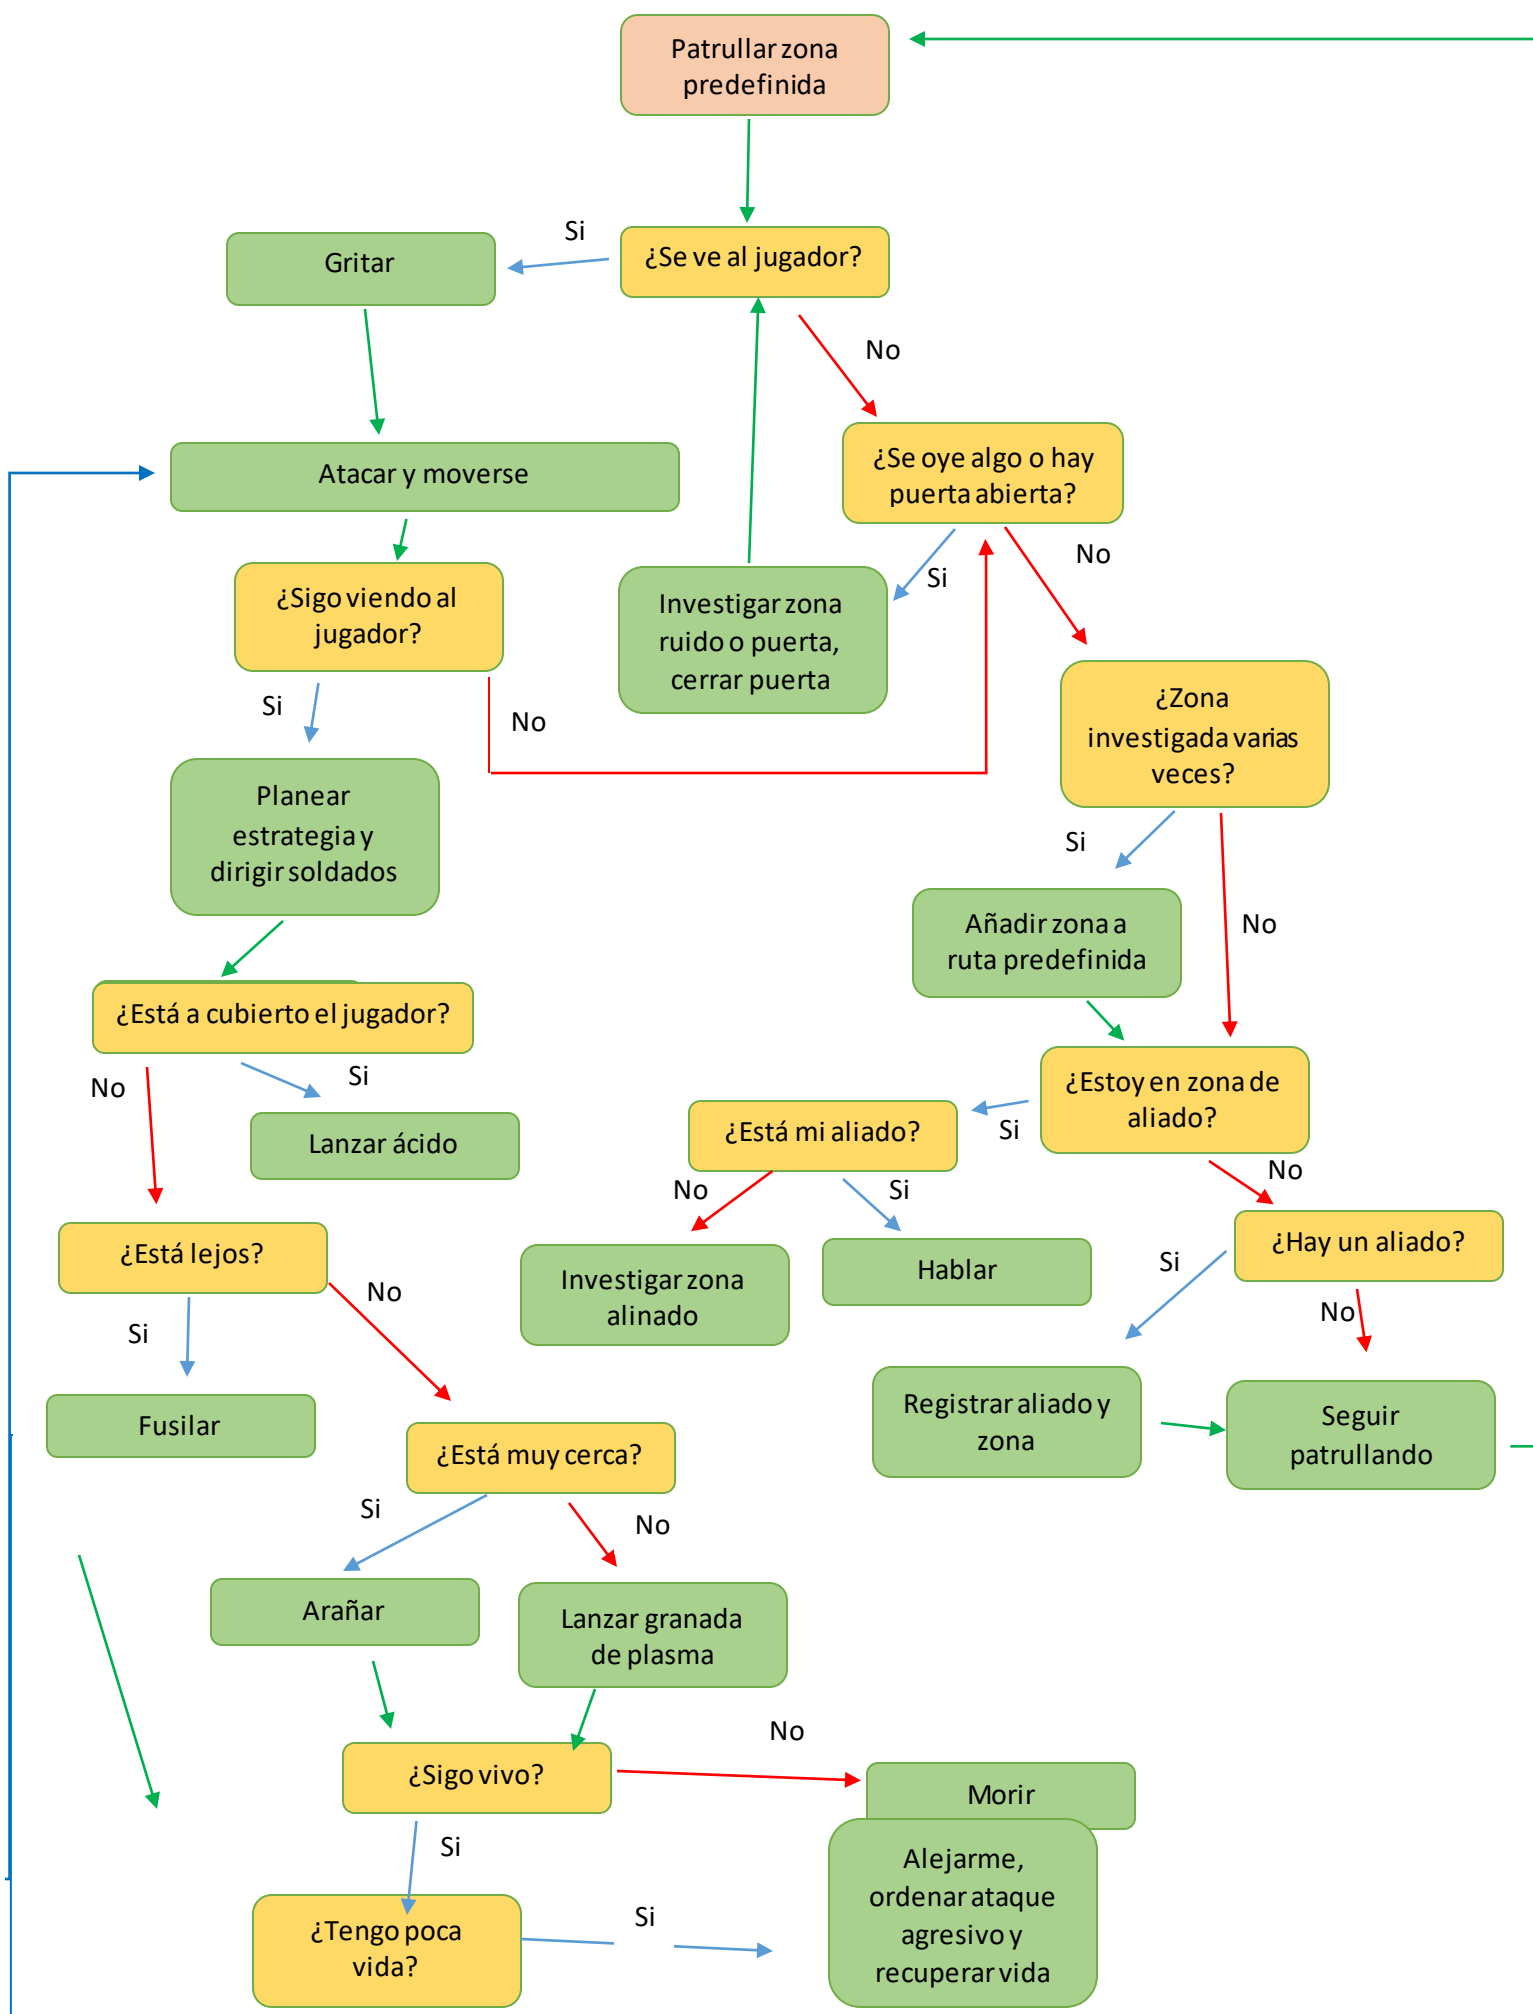 Patrullar zona
predefinida
Si
¿Se ve al jugador?
Gritar
No
¿Se oye algo o hay
puerta abierta?
Atacar y moverse
No
Si
¿Sigo viendo al
jugador?
Investigar zona
ruido o puerta,
cerrar puerta
Si
No
¿Zona
investigada varias
veces?
Planear
estrategia y
dirigir soldados
Si
No
Añadir zona a
ruta predefinida
¿Está a cubierto el jugador?
No
Si
¿Estoy en zona de
aliado?
Lanzar ácido
¿Está mi aliado?
Si
No
No
Si
¿Está lejos?
¿Hay un aliado?
Investigar zona
alinado
Hablar
Si
No
Si
No
Registrar aliado y
zona
Seguir
patrullando
Fusilar
¿Está muy cerca?
Si
No
Arañar
Lanzar granada
de plasma
No
¿Sigo vivo?
Morir
Si
Alejarme,
ordenar ataque
agresivo y
recuperar vida
Si
¿Tengo poca
vida?